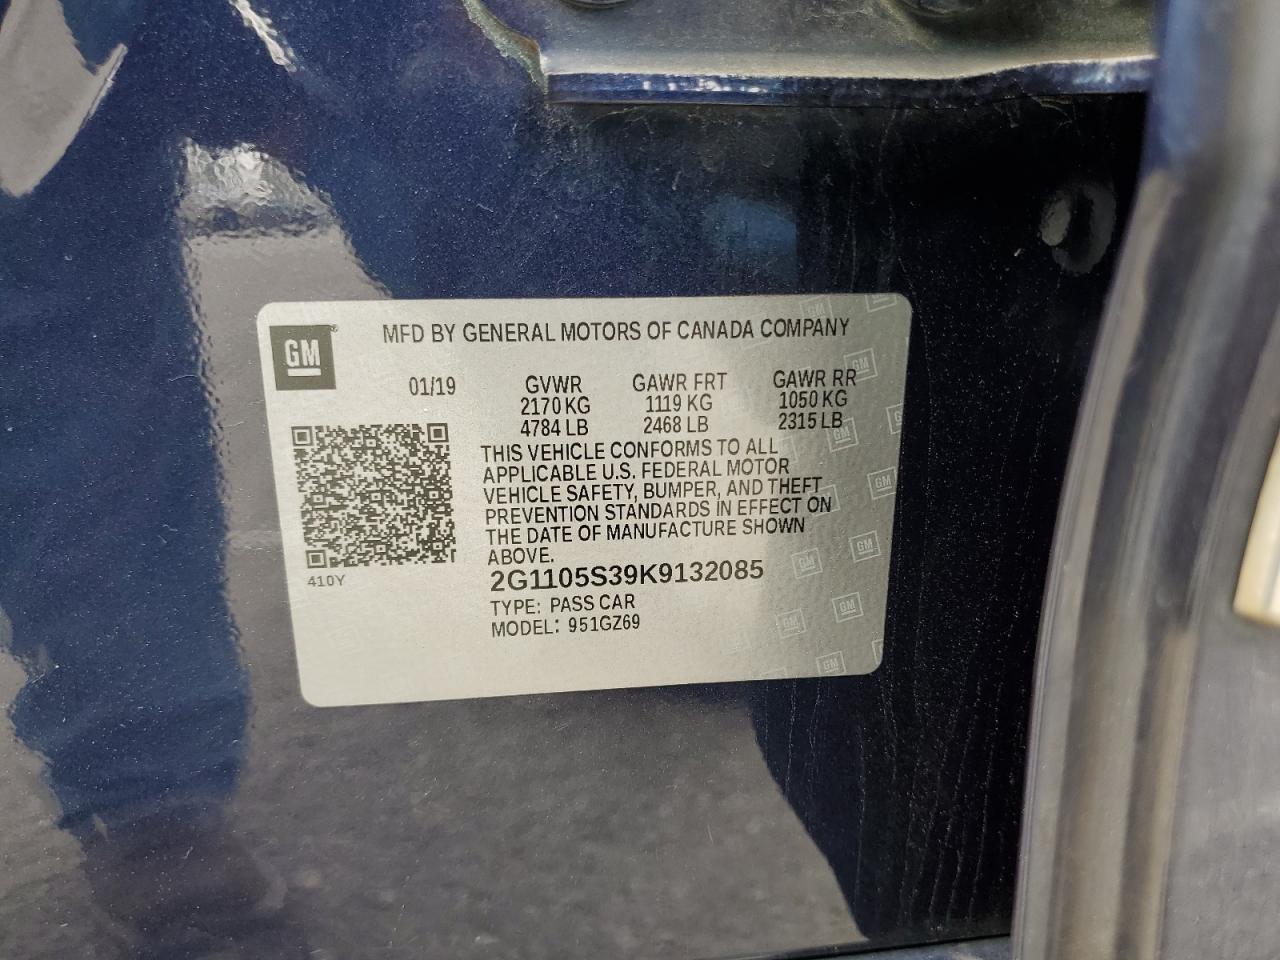 GM
MFD BY GENERAL MOTORS OF CANADA COMPANY
01/19 GVWR GAWR FRT GAWR RR
2170 KG 1119 KG 1050 KG
4784 LB 2468 LB 2315 LB
THIS VEHICLE CONFORMS TO ALL
APPLICABLE U.S. FEDERAL MOTOR
VEHICLE SAFETY, BUMPER, AND THEFT
PREVENTION STANDARDS IN EFFECT ON
THE DATE OF MANUFACTURE SHOWN
ABOVE.
410Y
2G1105S39K9132085
TYPE: PASS CAR
MODEL: 951GZ69